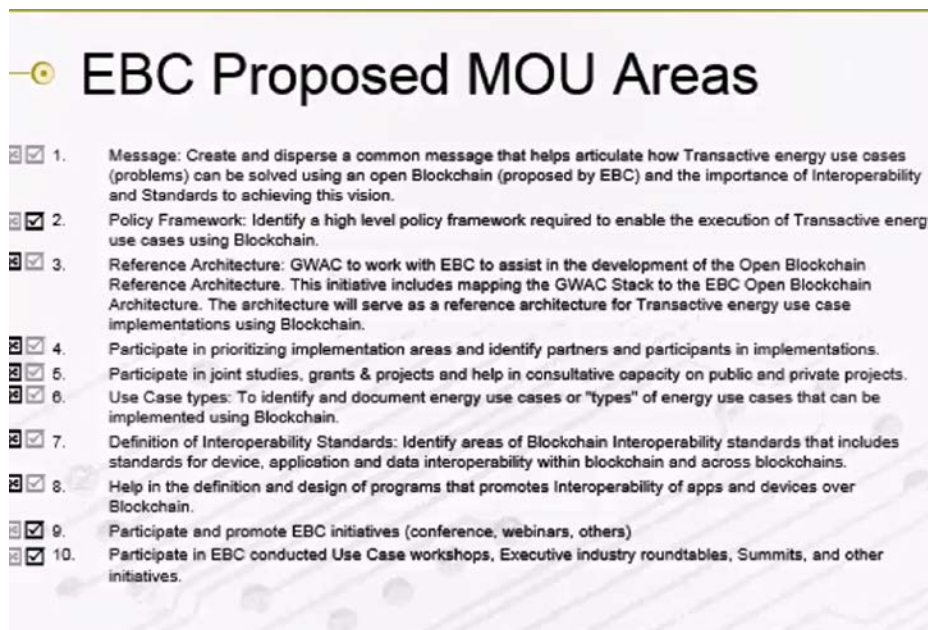 EBC Proposed MOU Areas
1. Message: Create and disperse a common message that helps articulate how Transactive energy use cases
(problems) can be solved using an open Blockchain (proposed by EBC) and the importance of Interoperability
and Standards to achieving this vision.
2. Policy Framework: Identify a high level policy framework required to enable the execution of Transactive energ
use cases using Blockchain.
3. Reference Architecture: GWAC to work with EBC to assist in the development of the Open Blockchain
Reference Architecture. This initiative includes mapping the GWAC Stack to the EBC Open Blockchain
Architecture. The architecture will serve as a reference architecture for Transactive energy use case
implementations using Blockchain.
4. Participate in prioritizing implementation areas and identify partners and participants in implementations.
5. Participate in joint studies, grants & projects and help in consultative capacity on public and private projects.
6. Use Case types: To identify and document energy use cases or "types" of energy use cases that can be
implemented using Blockchain.
7. Definition of Interoperability Standards: Identify areas of Blockchain Interoperability standards that includes
standards for device, application and data interoperability within blockchain and across blockchains.
8. Help in the definition and design of programs that promotes Interoperability of apps and devices over
Blockchain.
9. Participate and promote EBC initiatives (conference, webinars, others)
10. Participate in EBC conducted Use Case workshops, Executive industry roundtables, Summits, and other
initiatives.